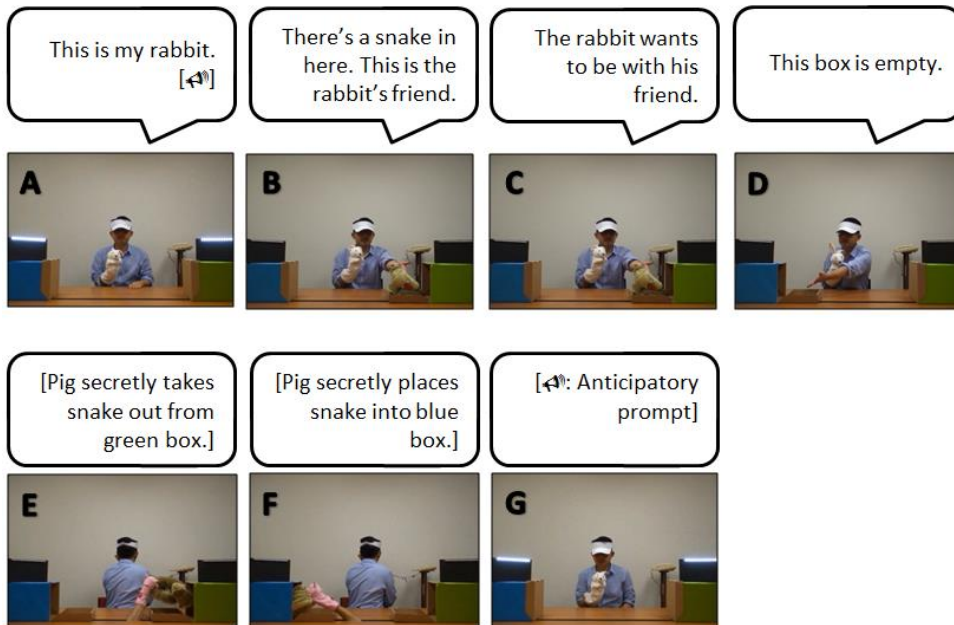 This is my rabbit.
[📢]
There's a snake in
here. This is the
rabbit's friend.
The rabbit wants
to be with his
friend.
This box is empty.
A
B
C
D
[Pig secretly takes
snake out from
green box.]
[Pig secretly places
snake into blue
box.]
[📢: Anticipatory
prompt]
E
F
G